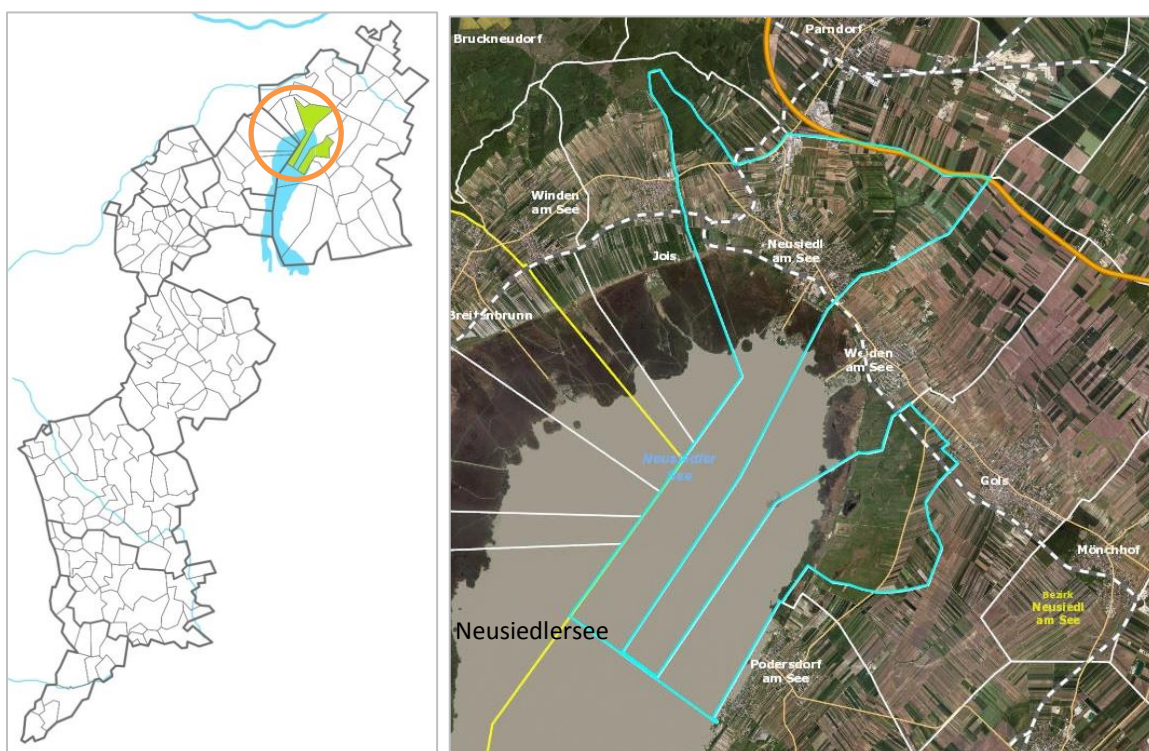 Bruckneudorf
Parndorf
Winden
am See
Neusiedl
am See
Jois
Breitenbrunn
Weiden
am See
Neusiedler
See
Gols
Mönchhof
Bezirk
Neusiedl
am See
Neusiedlersee
Podersdorf
am See